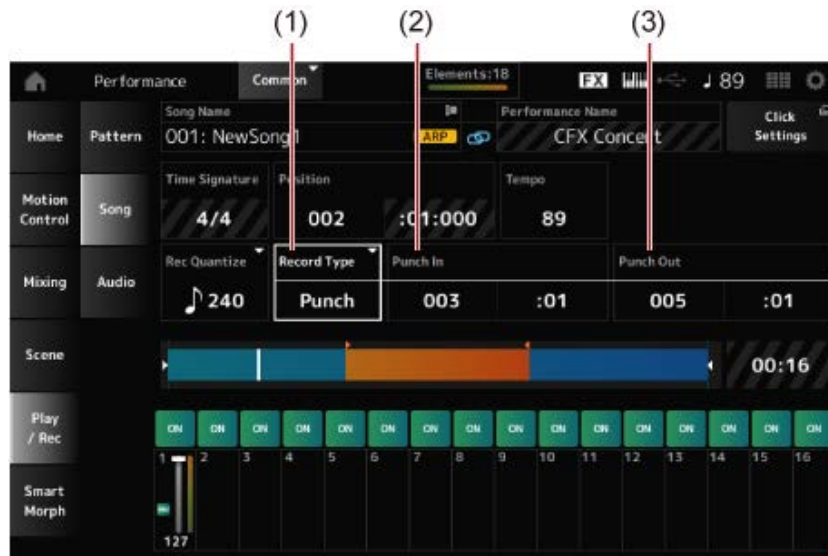 (1) (2) (3)
Performance Common Elements:18 EX 89
Home Pattern Song Name Performance Name Click Settings
001: NewSong1 ARP CFX Concert
Motion Control Song Time Signature Position Tempo
4/4 002 :01:000 89
Mixing Audio Rec Quantize Record Type Punch In Punch Out
240 Punch 003 :01 005 :01
Scene 00:16
Play / Rec ON ON ON ON ON ON ON ON ON ON ON ON ON ON ON ON
1 2 3 4 5 6 7 8 9 10 11 12 13 14 15 16
Smart Morph
127